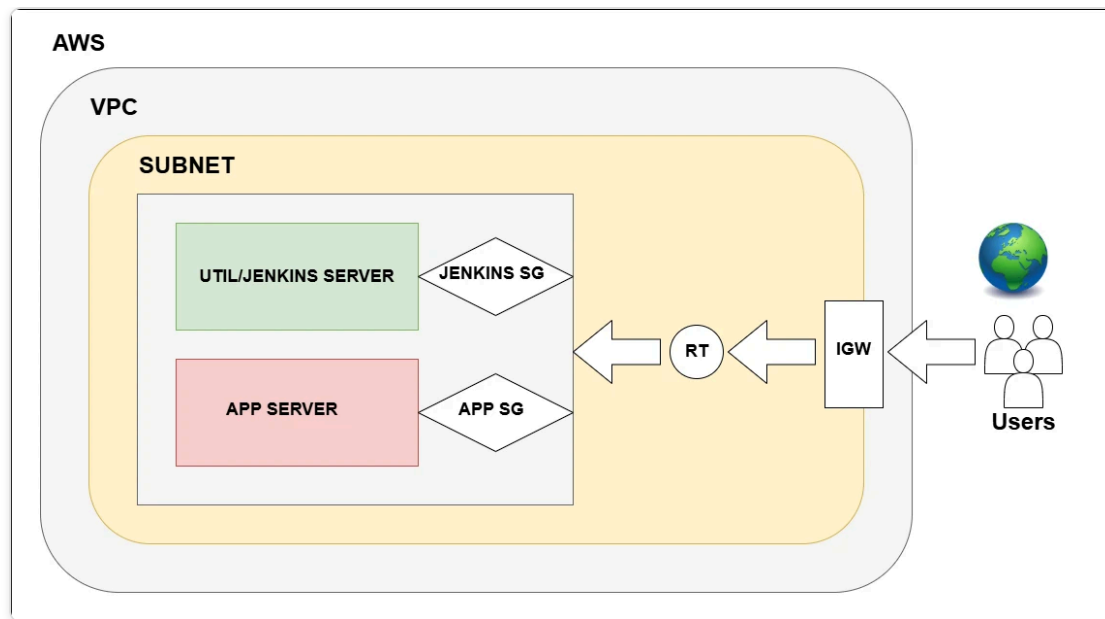 AWS
VPC
SUBNET
UTIL/JENKINS SERVER
JENKINS SG
RT
IGW
APP SERVER
APP SG
Users